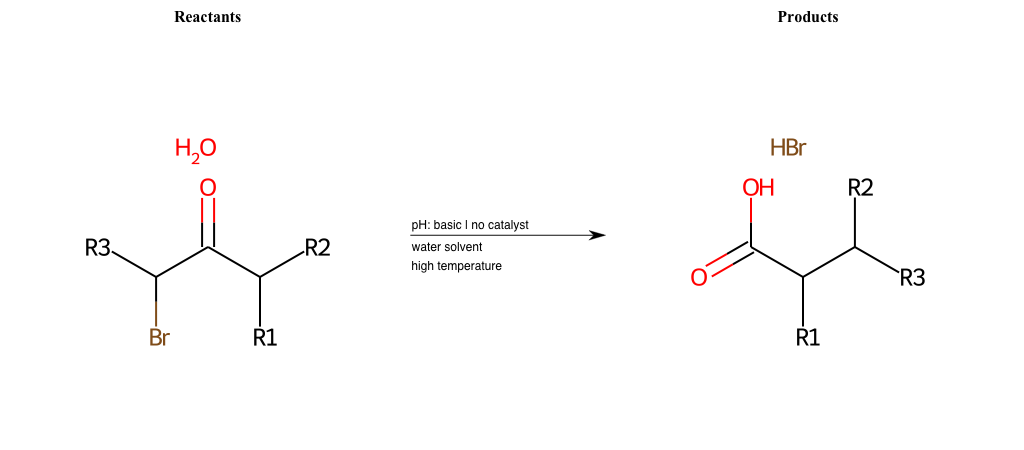 Reactants Products
H2O HBr
O OH R2
pH: basic | no catalyst
R3 R2
water solvent
high temperature
O R3
Br R1 R1